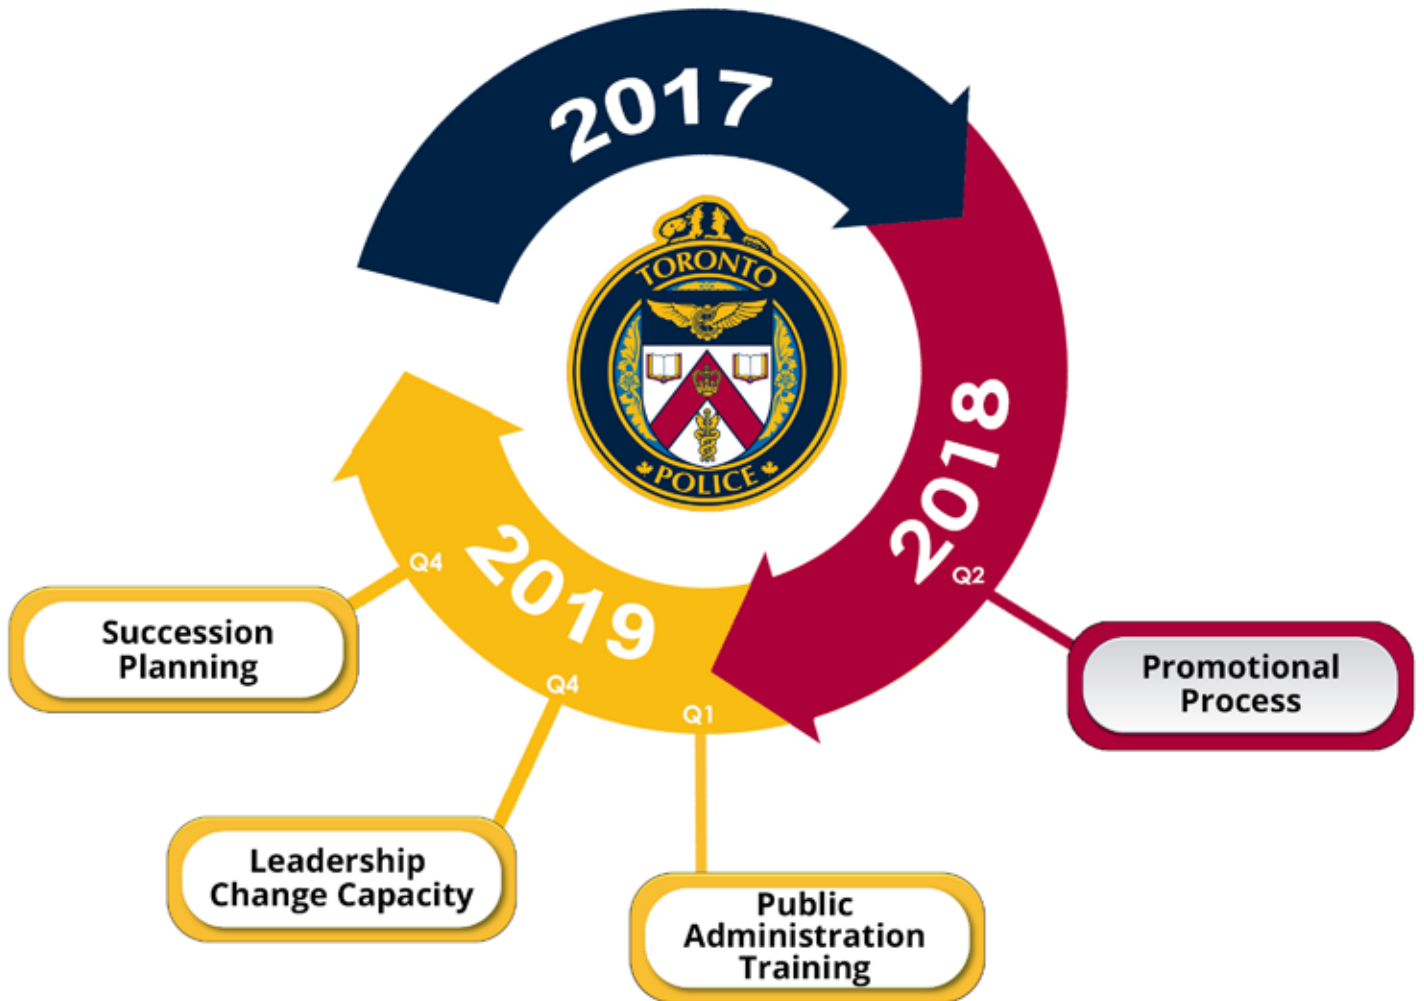 2017
TORONTO
POLICE
2018
Q2
Promotional
Process
2019
Q1
Public
Administration
Training
Q4
Leadership
Change Capacity
Q4
Succession
Planning